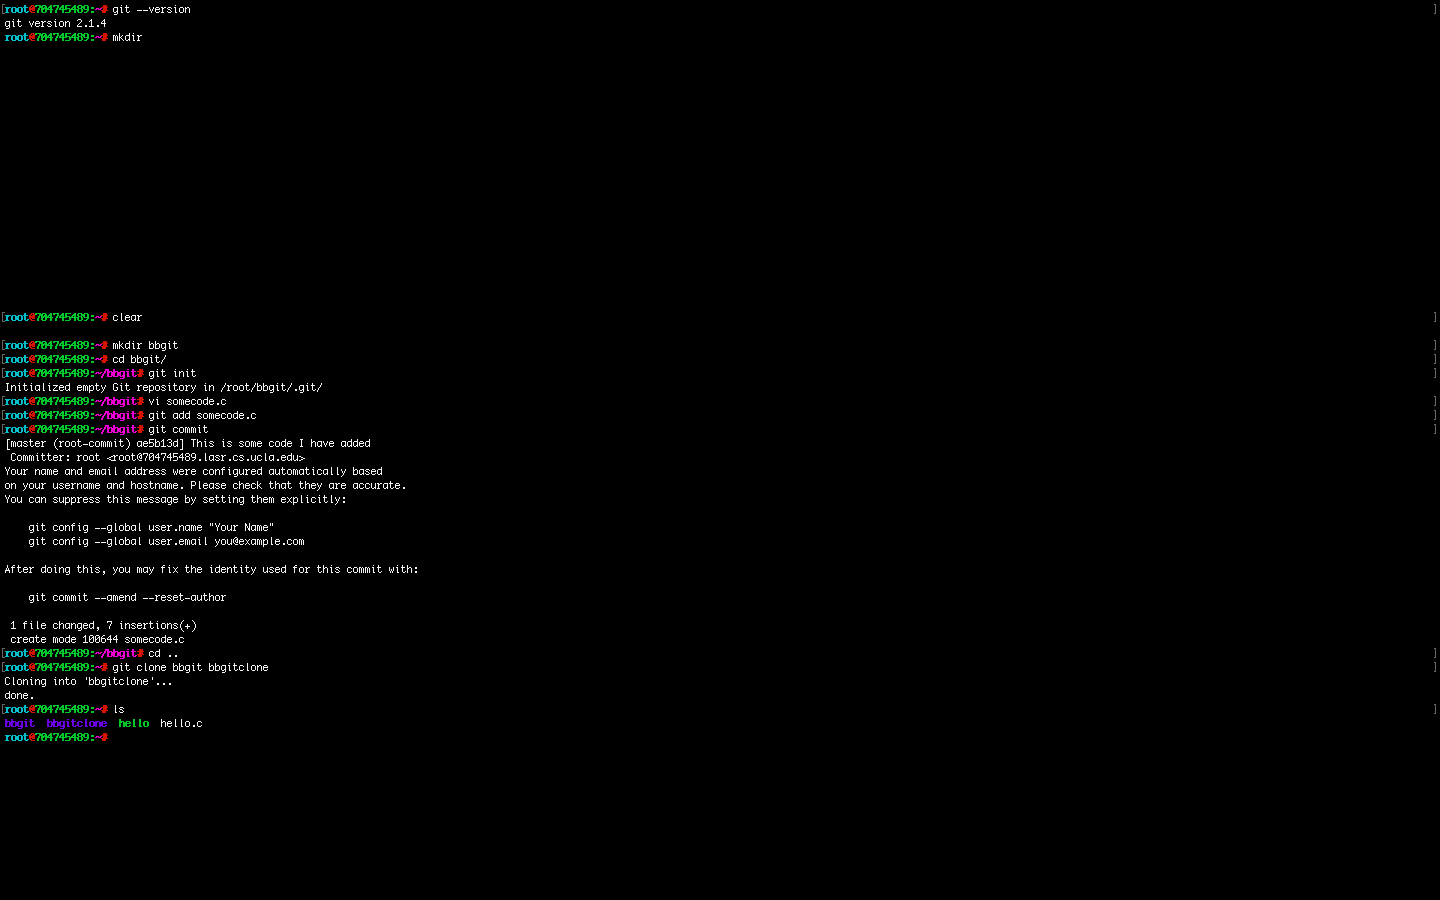 [root@704745489:~# git --version ]
git version 2.1.4
root@704745489:~# mkdir
[root@704745489:~# clear ]
[root@704745489:~# mkdir bbgit ]
[root@704745489:~# cd bbgit/ ]
[root@704745489:~/bbgit# git init ]
Initialized empty Git repository in /root/bbgit/.git/
[root@704745489:~/bbgit# vi somecode.c ]
[root@704745489:~/bbgit# git add somecode.c ]
[root@704745489:~/bbgit# git commit ]
[master (root-commit) ae5b13d] This is some code I have added
Committer: root <root@704745489.lasr.cs.ucla.edu>
Your name and email address were configured automatically based
on your username and hostname. Please check that they are accurate.
You can suppress this message by setting them explicitly:
git config --global user.name "Your Name"
git config --global user.email you@example.com
After doing this, you may fix the identity used for this commit with:
git commit --amend --reset-author
1 file changed, 7 insertions(+)
create mode 100644 somecode.c
[root@704745489:~/bbgit# cd .. ]
[root@704745489:~# git clone bbgit bbgitclone ]
Cloning into 'bbgitclone'...
done.
[root@704745489:~# ls ]
bbgit bbgitclone hello hello.c
root@704745489:~#